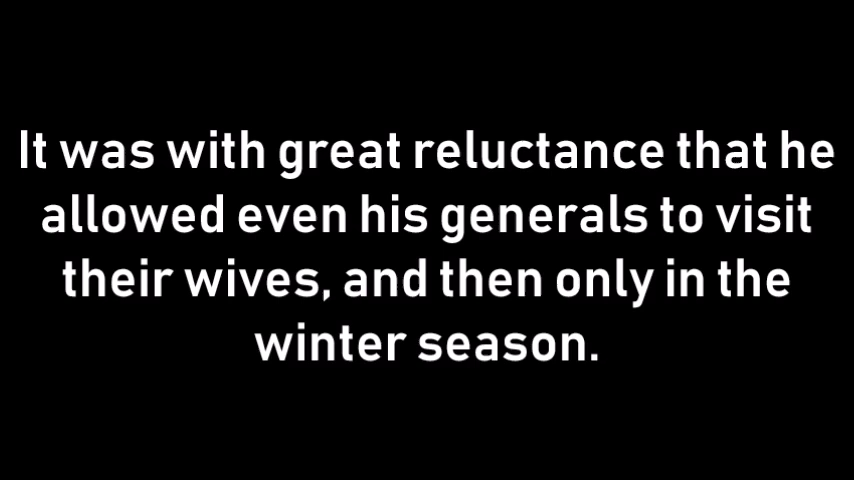 It was with great reluctance that he
allowed even his generals to visit
their wives, and then only in the
winter season.